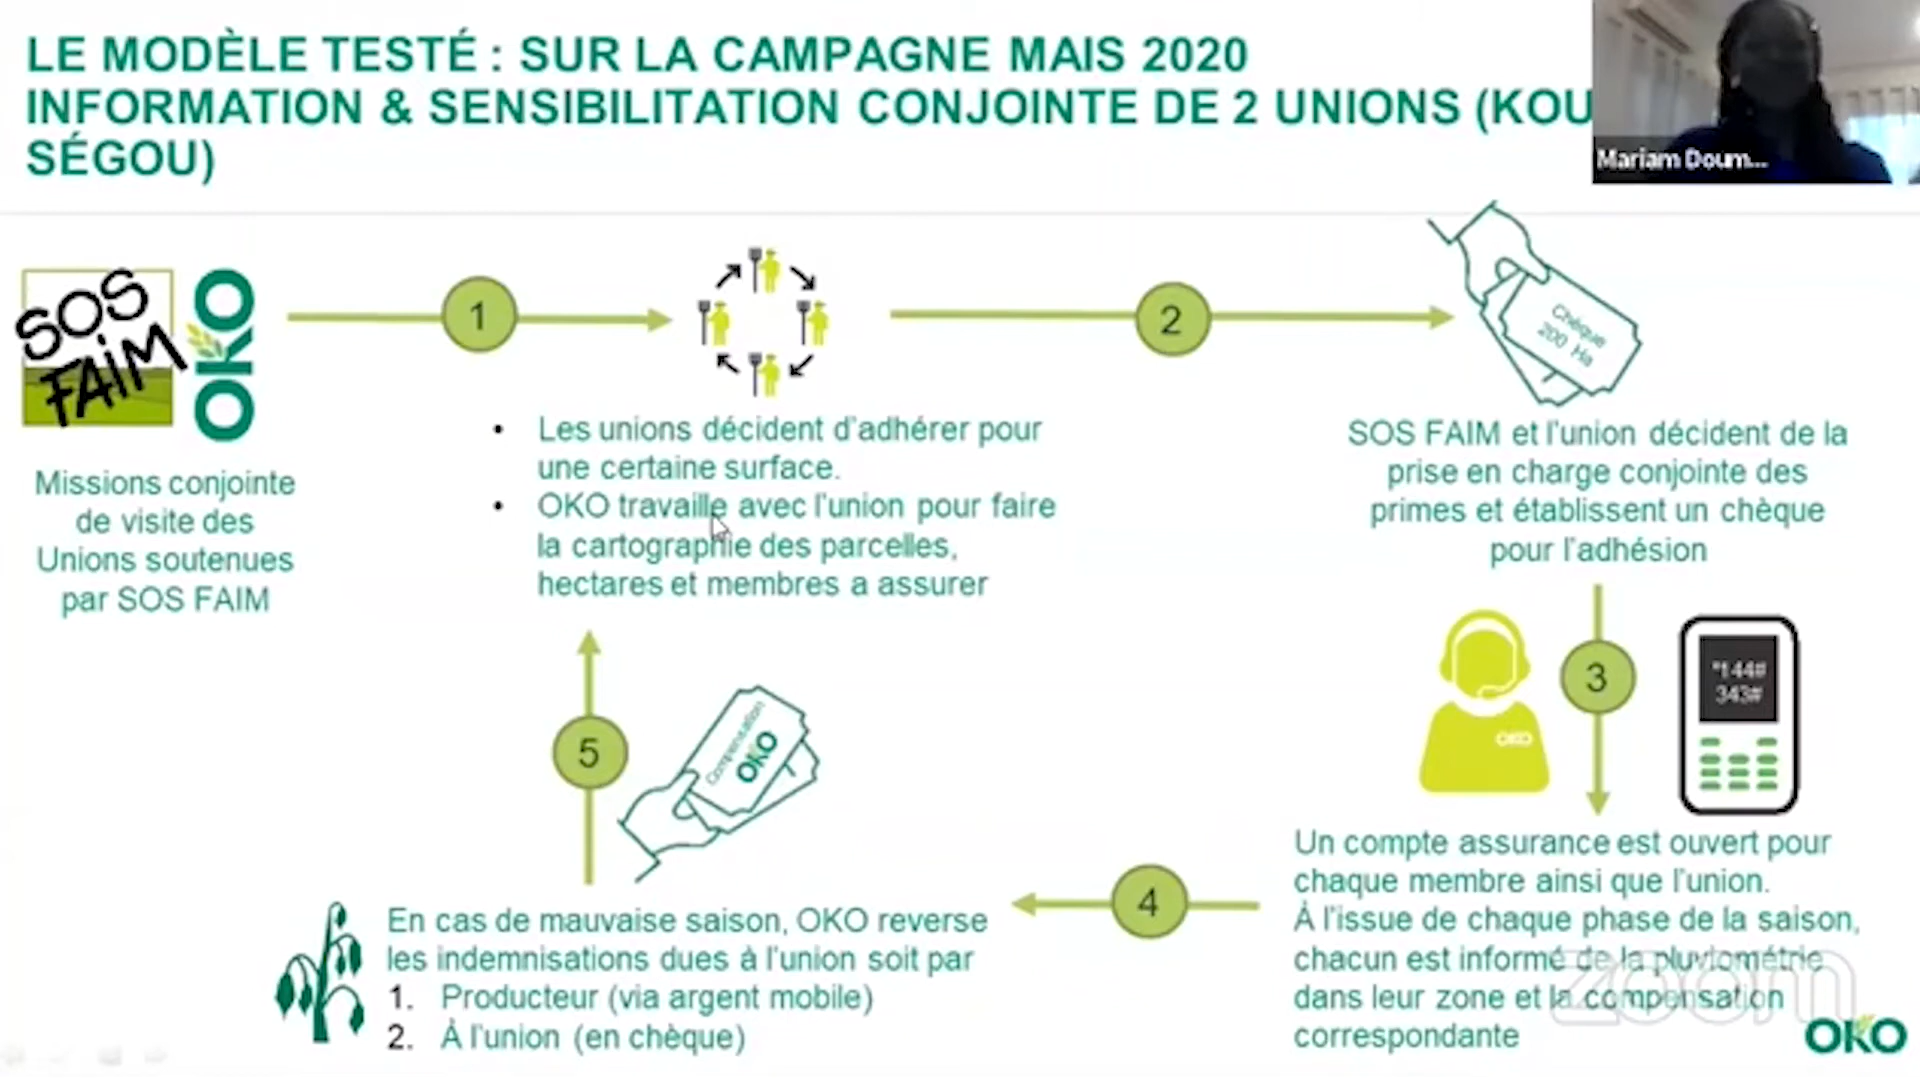 LE MODÈLE TESTÉ : SUR LA CAMPAGNE MAIS 2020
INFORMATION & SENSIBILITATION CONJOINTE DE 2 UNIONS (KOU
SÉGOU)
Mariam Doum...
SOS
FAIM
OKO
1
2
Chèque
200 Ha
Missions conjointe
de visite des
Unions soutenues
par SOS FAIM
• Les unions décident d'adhérer pour
une certaine surface.
• OKO travaille avec l'union pour faire
la cartographie des parcelles,
hectares et membres a assurer
SOS FAIM et l'union décident de la
prise en charge conjointe des
primes et établissent un chèque
pour l'adhésion
3
OKO
*144#
343#
5
Compensation
OKO
Un compte assurance est ouvert pour
chaque membre ainsi que l'union.
À l'issue de chaque phase de la saison,
chacun est informé de la pluviométrie
dans leur zone et la compensation
correspondante
4
En cas de mauvaise saison, OKO reverse
les indemnisations dues à l'union soit par
1. Producteur (via argent mobile)
2. À l'union (en chèque)
zoom
OKO